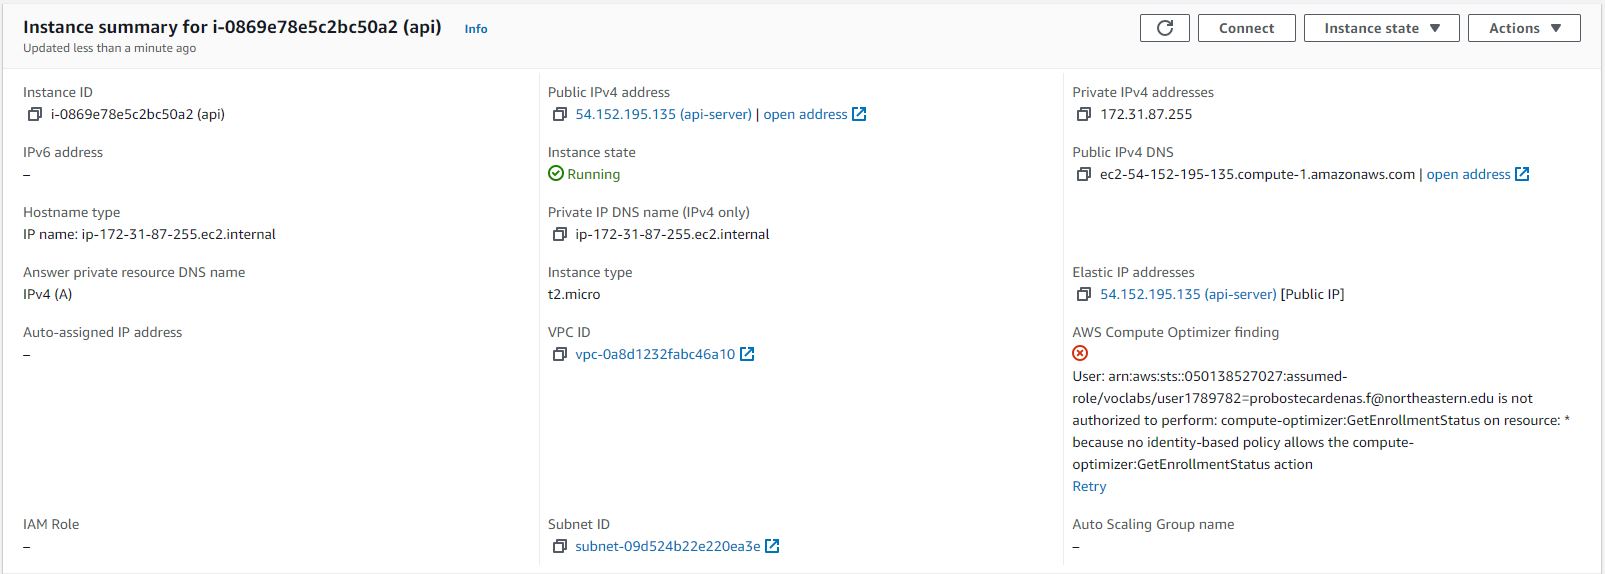 Instance summary for i-0869e78e5c2bc50a2 (api) Info
Updated less than a minute ago
Connect
Instance state
Actions
Instance ID
i-0869e78e5c2bc50a2 (api)
Public IPv4 address
54.152.195.135 (api-server) | open address
Private IPv4 addresses
172.31.87.255
IPv6 address
–
Instance state
Running
Public IPv4 DNS
ec2-54-152-195-135.compute-1.amazonaws.com | open address
Hostname type
IP name: ip-172-31-87-255.ec2.internal
Private IP DNS name (IPv4 only)
ip-172-31-87-255.ec2.internal
Answer private resource DNS name
IPv4 (A)
Instance type
t2.micro
Elastic IP addresses
54.152.195.135 (api-server) [Public IP]
Auto-assigned IP address
–
VPC ID
vpc-0a8d1232fabc46a10
AWS Compute Optimizer finding
User: arn:aws:sts::050138527027:assumed-
role/voclabs/user1789782=probostecardenas.f@northeastern.edu is not
authorized to perform: compute-optimizer:GetEnrollmentStatus on resource: *
because no identity-based policy allows the compute-
optimizer:GetEnrollmentStatus action
Retry
IAM Role
–
Subnet ID
subnet-09d524b22e220ea3e
Auto Scaling Group name
–